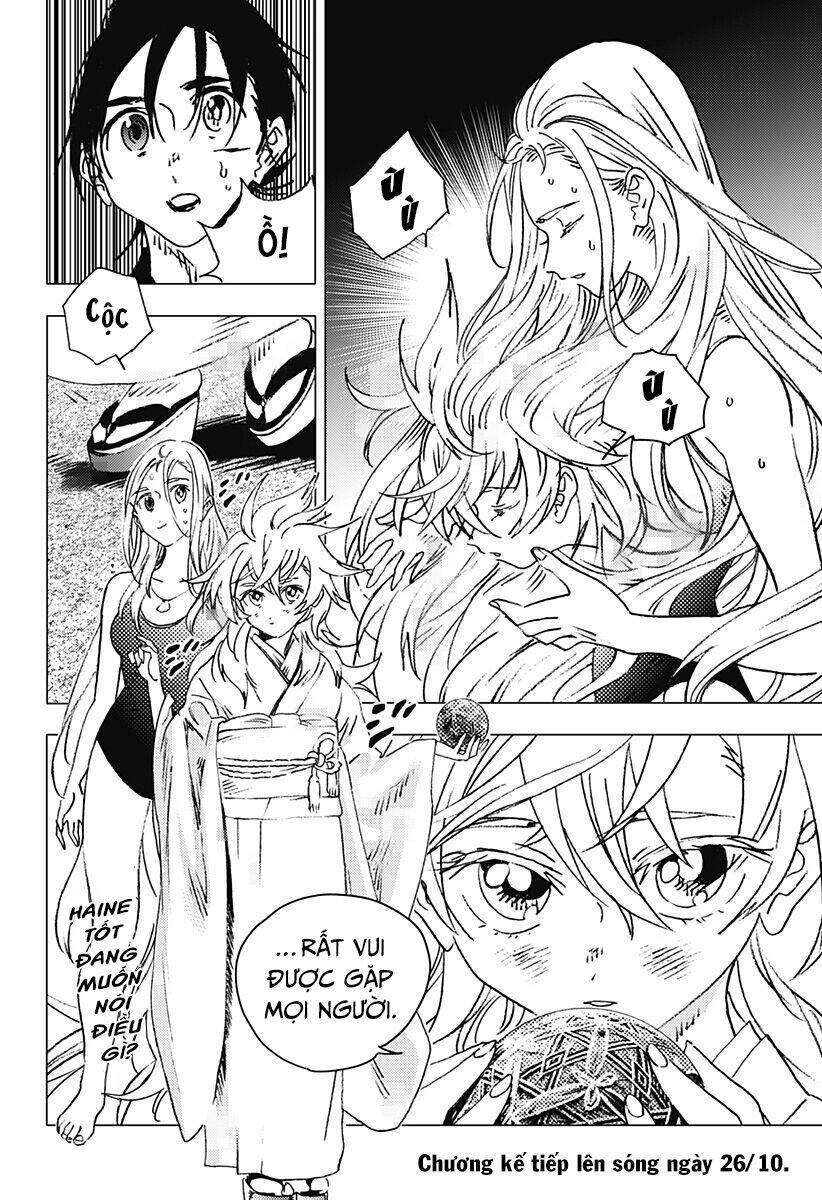 Ừ
Ừ
Ồ!
Cộc
Ừ
Ừ
...RẤT VUI
ĐƯỢC GẶP
MỌI NGƯỜI.
HAINE
TỐT
ĐANG
MUỐN
NÓI
ĐIỀU
GÌ?
Chương kế tiếp lên sóng ngày 26/10.